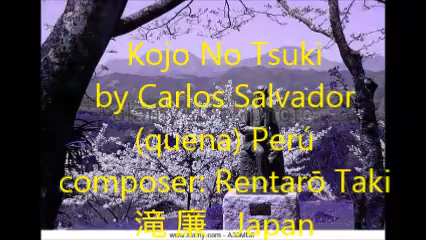 Kojo No Tsuki
by Carlos Salvador
(quena) Perú
composer: Rentarō Taki
滝 廉 Japan